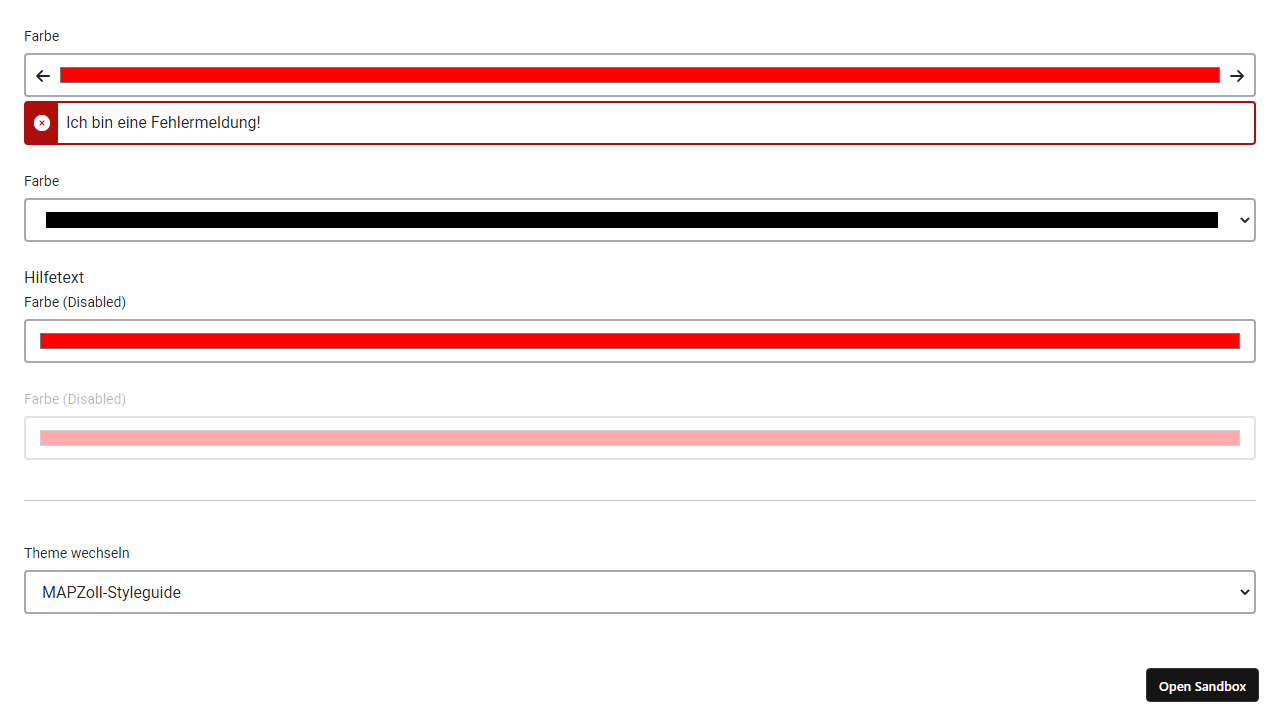 Farbe
Ich bin eine Fehlermeldung!
Farbe
Hilfetext
Farbe (Disabled)
Farbe (Disabled)
Theme wechseln
MAPZoll-Styleguide
Open Sandbox